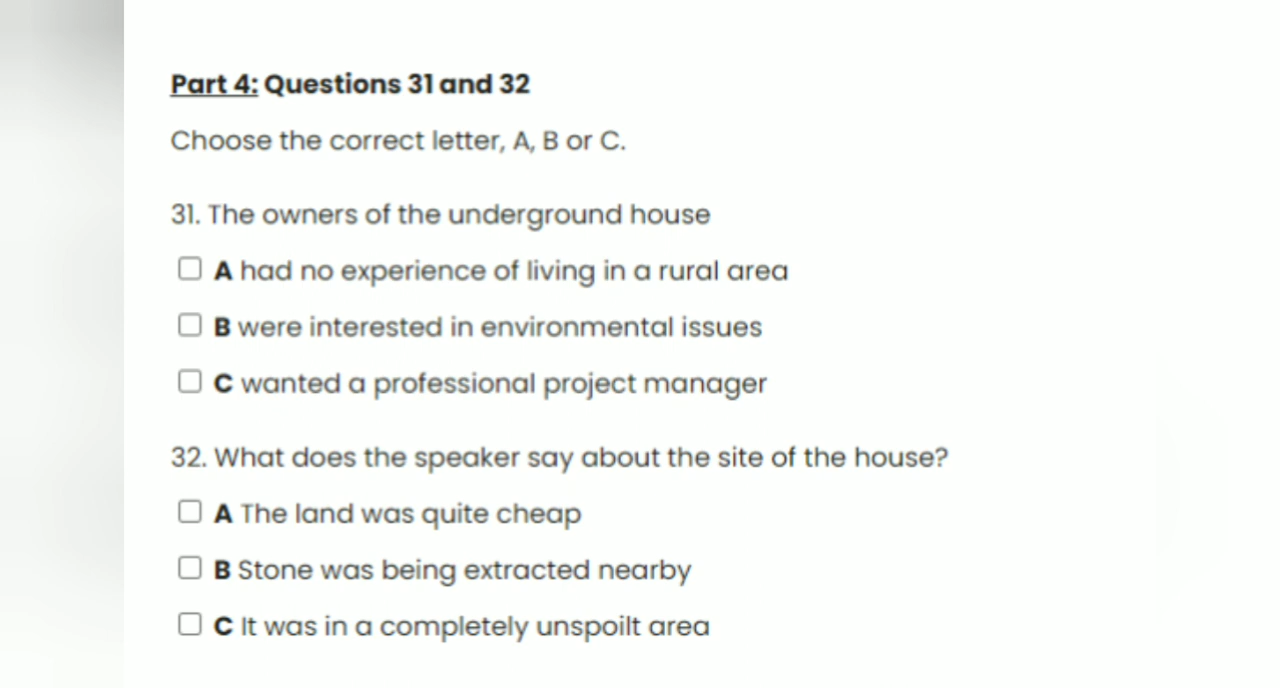 Part 4: Questions 31 and 32
Choose the correct letter, A, B or C.
31. The owners of the underground house
A had no experience of living in a rural area
B were interested in environmental issues
C wanted a professional project manager
32. What does the speaker say about the site of the house?
A The land was quite cheap
B Stone was being extracted nearby
C It was in a completely unspoilt area